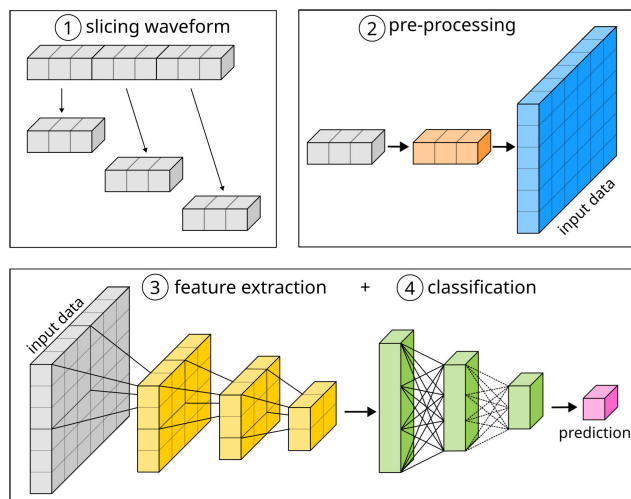 1 slicing waveform
2 pre-processing
input data
3 feature extraction + 4 classification
input data
prediction